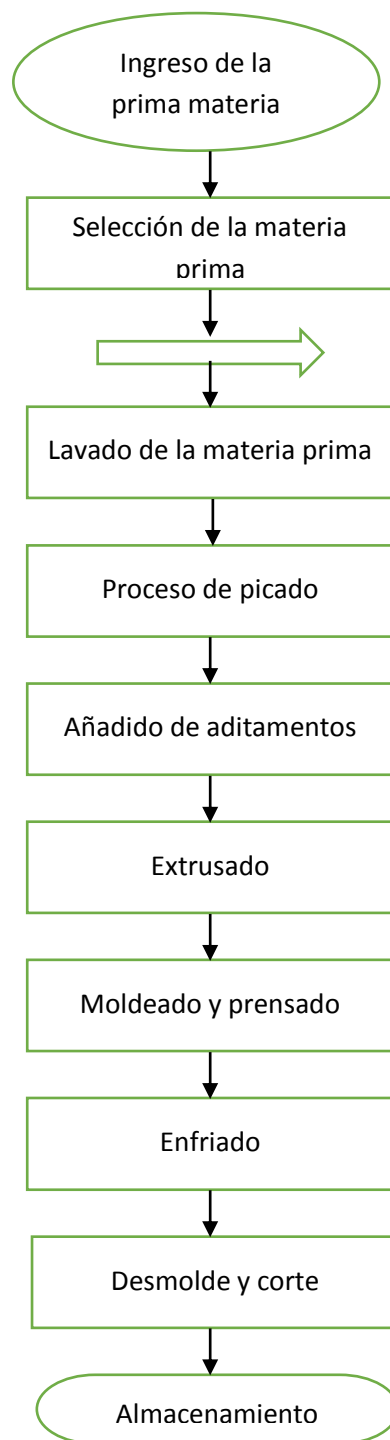 Ingreso de la
prima materia
Selección de la materia
prima
Lavado de la materia prima
Proceso de picado
Añadido de aditamentos
Extrusado
Moldeado y prensado
Enfriado
Desmolde y corte
Almacenamiento